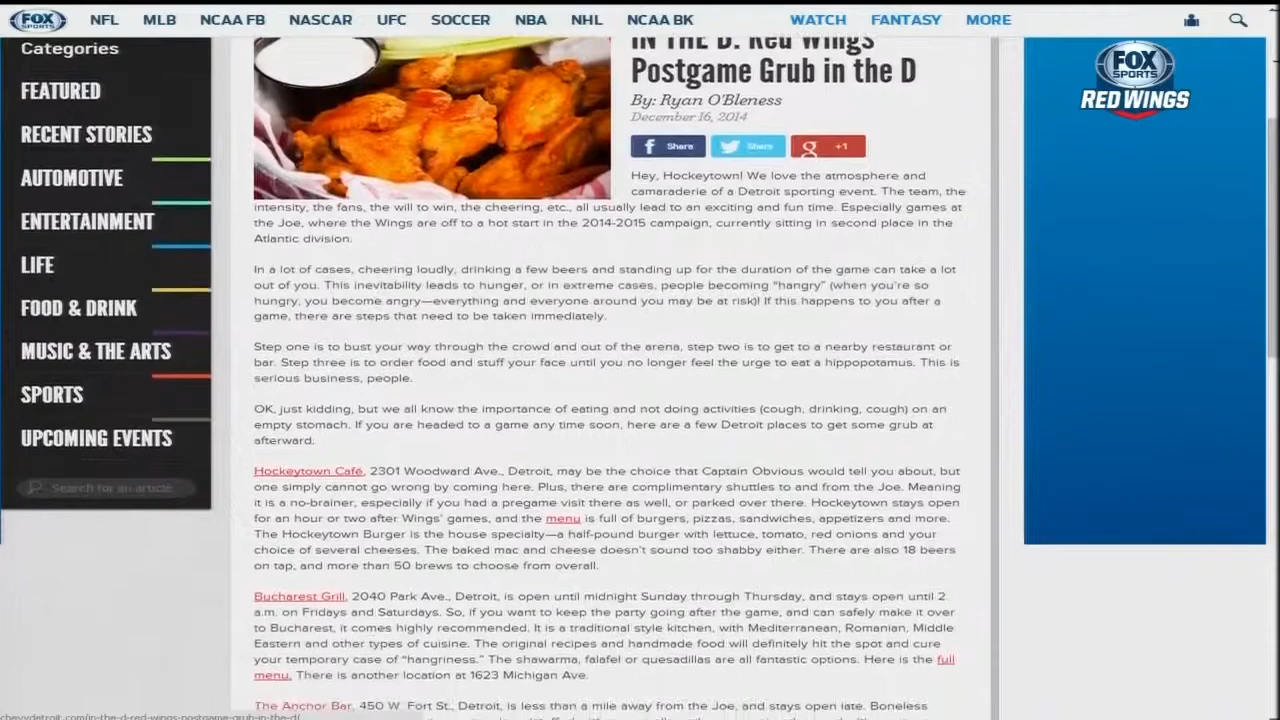 FOX SPORTS NFL MLB NCAA FB NASCAR UFC SOCCER NBA NHL NCAA BK WATCH FANTASY MORE
Categories
FEATURED
RECENT STORIES
AUTOMOTIVE
ENTERTAINMENT
LIFE
FOOD & DRINK
MUSIC & THE ARTS
SPORTS
UPCOMING EVENTS
Search for an article
IN THE D: Red Wings
Postgame Grub in the D
By: Ryan O'Bleness
December 16, 2014
f Share Share g +1
Hey, Hockeytown! We love the atmosphere and
camaraderie of a Detroit sporting event. The team, the
intensity, the fans, the will to win, the cheering, etc., all usually lead to an exciting and fun time. Especially games at
the Joe, where the Wings are off to a hot start in the 2014-2015 campaign, currently sitting in second place in the
Atlantic division.
In a lot of cases, cheering loudly, drinking a few beers and standing up for the duration of the game can take a lot
out of you. This inevitability leads to hunger, or in extreme cases, people becoming “hangry” (when you're so
hungry, you become angry—everything and everyone around you may be at risk)! If this happens to you after a
game, there are steps that need to be taken immediately.
Step one is to bust your way through the crowd and out of the arena, step two is to get to a nearby restaurant or
bar. Step three is to order food and stuff your face until you no longer feel the urge to eat a hippopotamus. This is
serious business, people.
OK, just kidding, but we all know the importance of eating and not doing activities (cough, drinking, cough) on an
empty stomach. If you are headed to a game any time soon, here are a few Detroit places to get some grub at
afterward.
Hockeytown Café, 2301 Woodward Ave., Detroit, may be the choice that Captain Obvious would tell you about, but
one simply cannot go wrong by coming here. Plus, there are complimentary shuttles to and from the Joe. Meaning
it is a no-brainer, especially if you had a pregame visit there as well, or parked over there. Hockeytown stays open
for an hour or two after Wings' games, and the menu is full of burgers, pizzas, sandwiches, appetizers and more.
The Hockeytown Burger is the house specialty—a half-pound burger with lettuce, tomato, red onions and your
choice of several cheeses. The baked mac and cheese doesn't sound too shabby either. There are also 18 beers
on tap, and more than 50 brews to choose from overall.
Bucharest Grill, 2040 Park Ave., Detroit, is open until midnight Sunday through Thursday, and stays open until 2
a.m. on Fridays and Saturdays. So, if you want to keep the party going after the game, and can safely make it over
to Bucharest, it comes highly recommended. It is a traditional style kitchen, with Mediterranean, Romanian, Middle
Eastern and other types of cuisine. The original recipes and handmade food will definitely hit the spot and cure
your temporary case of “hangriness.” The shawarma, falafel or quesadillas are all fantastic options. Here is the full
menu. There is another location at 1623 Michigan Ave.
The Anchor Bar, 450 W Fort St., Detroit, is less than a mile away from the Joe, and stays open late. Boneless
chevydetroit.com/in-the-d-red-wings-postgame-grub-in-the-d/
FOX
SPORTS
RED WINGS